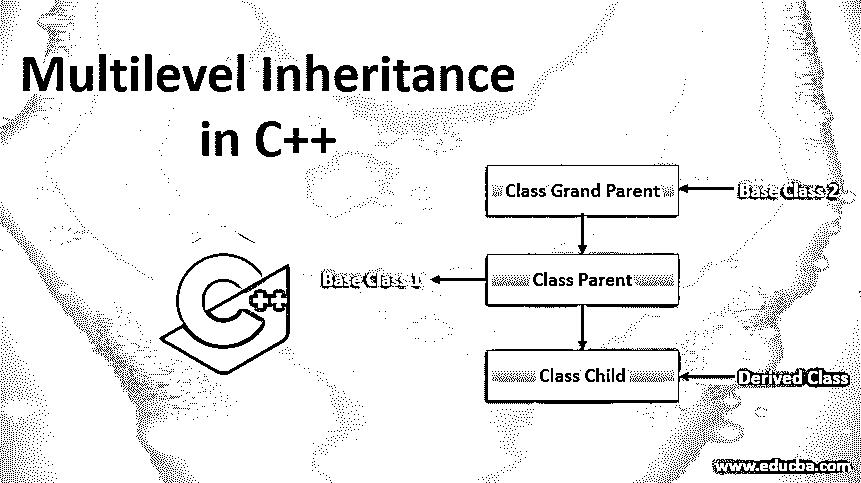 Multilevel Inheritance
in C++
Class Grand Parent
Base Class 2
Base Class 1
Class Parent
C++
Class Child
Derived Class
www.educba.com